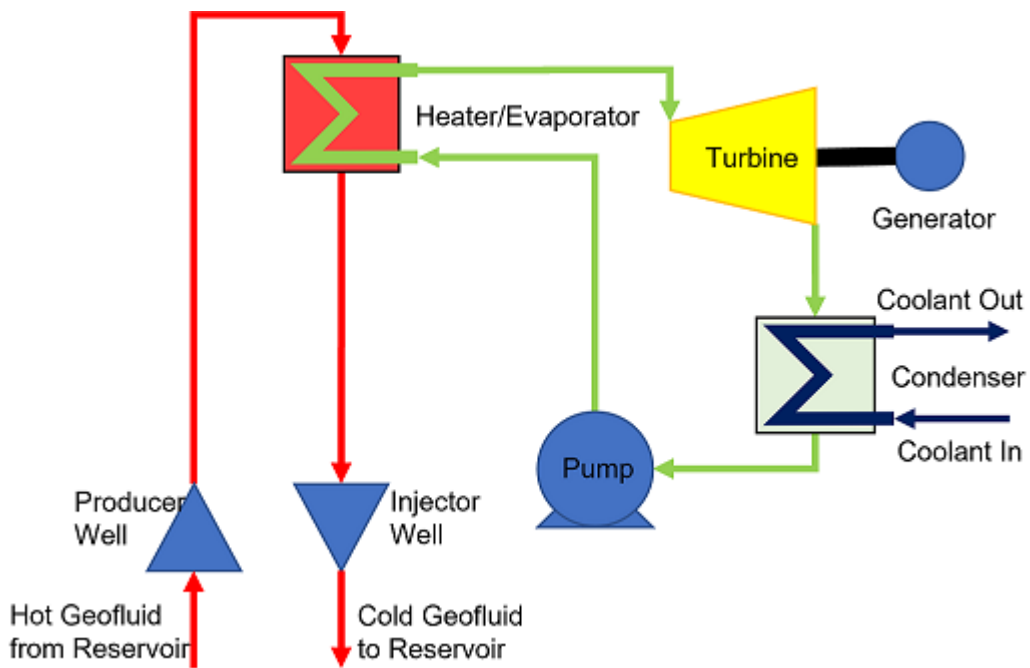 Heater/Evaporator
Turbine
Generator
Coolant Out
Condenser
Coolant In
Pump
Producer
Well
Injector
Well
Hot Geofluid
from Reservoir
Cold Geofluid
to Reservoir